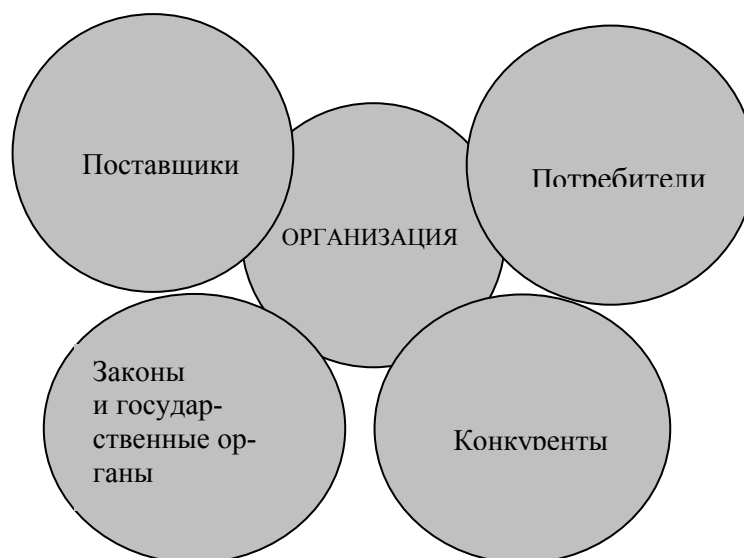 Поставщики
Потребители
ОРГАНИЗАЦИЯ
Законы
и государ-
ственные ор-
ганы
Конкуренты